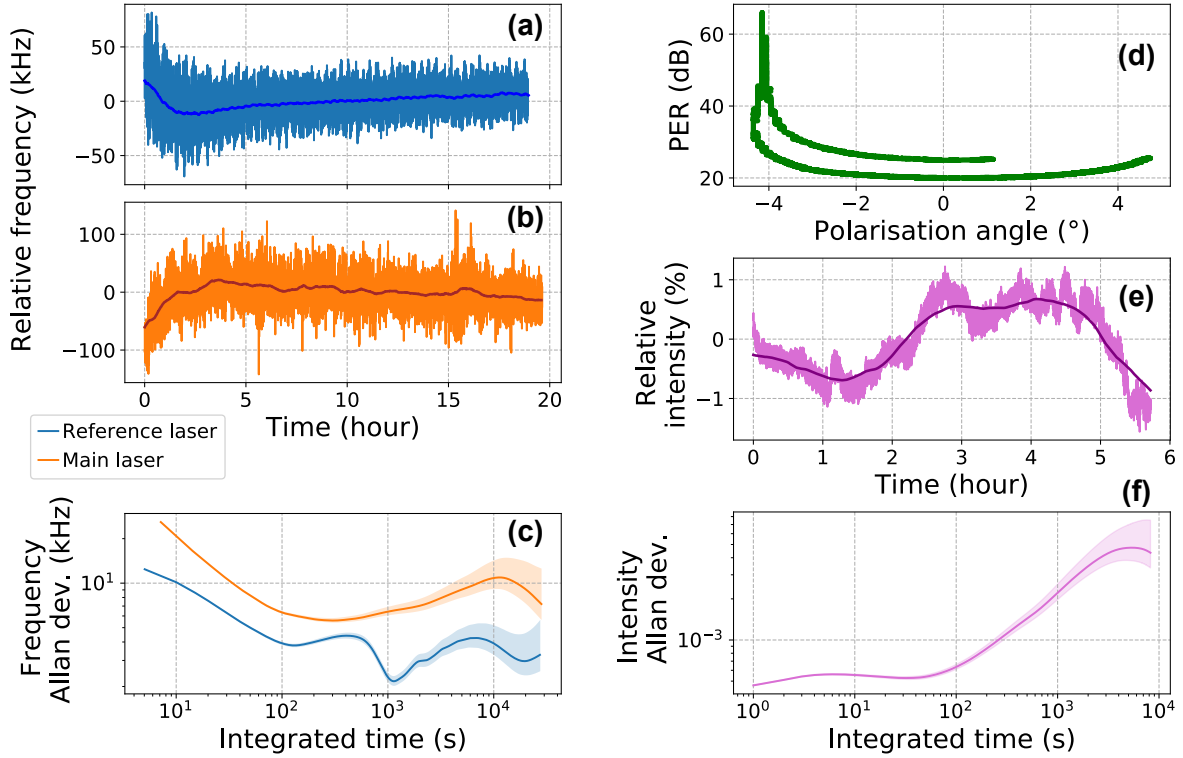 (a)
50
0
−50
Relative frequency (kHz)
(b)
100
0
−100
0
5
10
15
20
Time (hour)
Reference laser
Main laser
(c)
Frequency
Allan dev. (kHz)
10¹
10¹
10²
10³
10⁴
Integrated time (s)
(d)
PER (dB)
60
40
20
−4
−2
0
2
4
Polarisation angle (°)
(e)
Relative
intensity (%)
1
0
−1
0
1
2
3
4
5
6
Time (hour)
(f)
Intensity
Allan dev.
10⁻³
10⁰
10¹
10²
10³
10⁴
Integrated time (s)